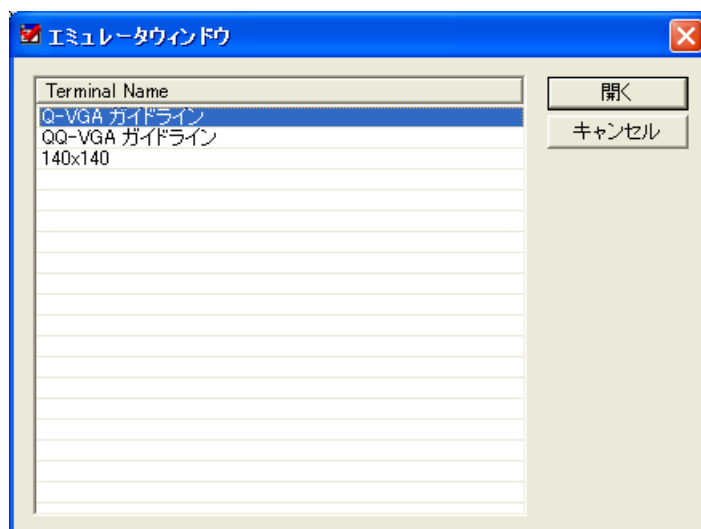 エミュレータウィンドウ
Terminal Name
Q-VGA ガイドライン
QQ-VGA ガイドライン
140x140
開く
キャンセル